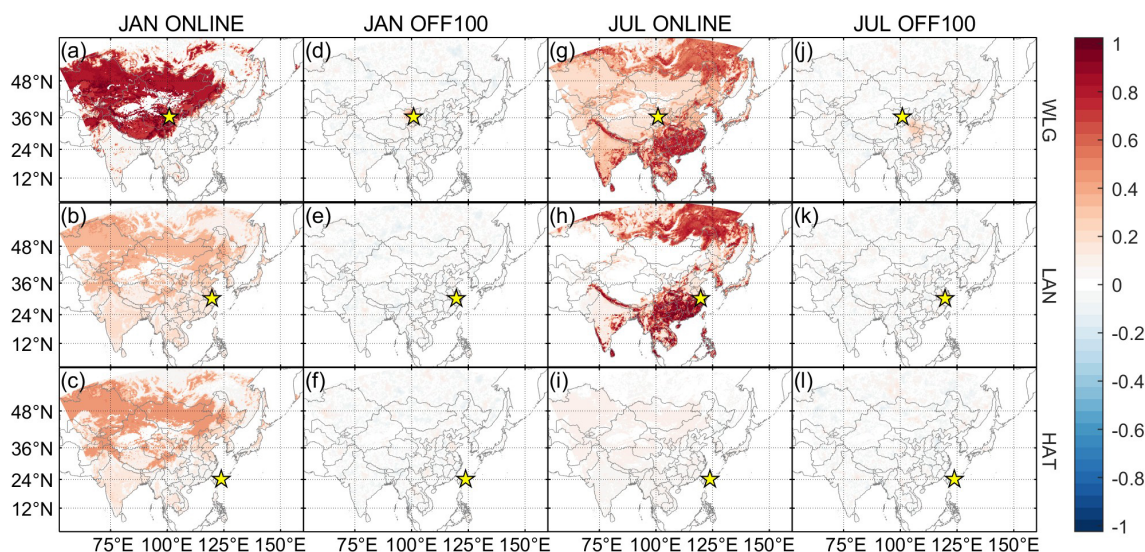 JAN ONLINE JAN OFF100 JUL ONLINE JUL OFF100
(a) (d) (g) (j) 48°N 36°N 24°N 12°N WLG
(b) (e) (h) (k) 48°N 36°N 24°N 12°N LAN
(c) (f) (i) (l) 48°N 36°N 24°N 12°N HAT
75°E 100°E 125°E 150°E 75°E 100°E 125°E 150°E 75°E 100°E 125°E 150°E 75°E 100°E 125°E 150°E
1
0.8
0.6
0.4
0.2
0
-0.2
-0.4
-0.6
-0.8
-1